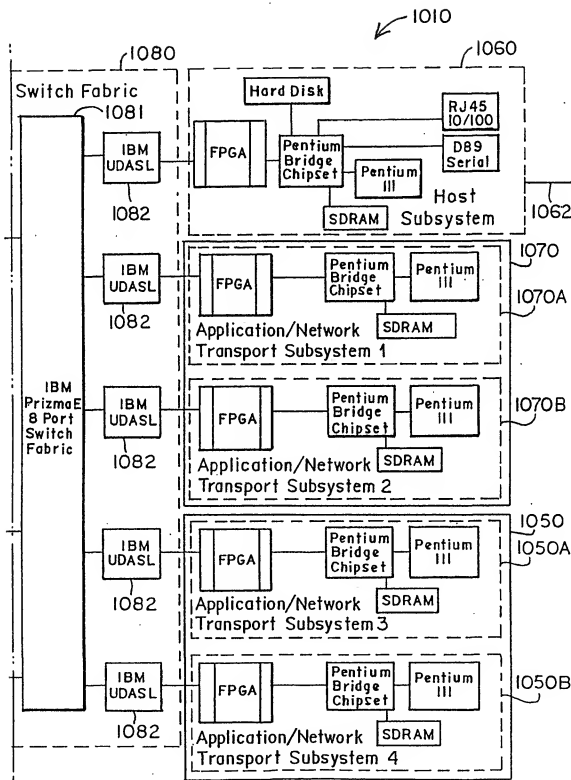 1010
1080
1060
Switch Fabric
1081
Hard Disk
RJ45
10/100
IBM
UDASL
1082
FPGA
Pentium
Bridge
Chipset
D89
Serial
Pentium
III
SDRAM
Host
Subsystem
1062
IBM
PrizmaE
8 Port
Switch
Fabric
IBM
UDASL
1082
FPGA
Pentium
Bridge
Chipset
Pentium
III
SDRAM
Application/Network
Transport Subsystem 1
1070
1070A
IBM
UDASL
1082
FPGA
Pentium
Bridge
Chipset
Pentium
III
SDRAM
Application/Network
Transport Subsystem 2
1070B
IBM
UDASL
1082
FPGA
Pentium
Bridge
Chipset
Pentium
III
SDRAM
Application/Network
Transport Subsystem 3
1050
1050A
IBM
UDASL
1082
FPGA
Pentium
Bridge
Chipset
Pentium
III
SDRAM
Application/Network
Transport Subsystem 4
1050B